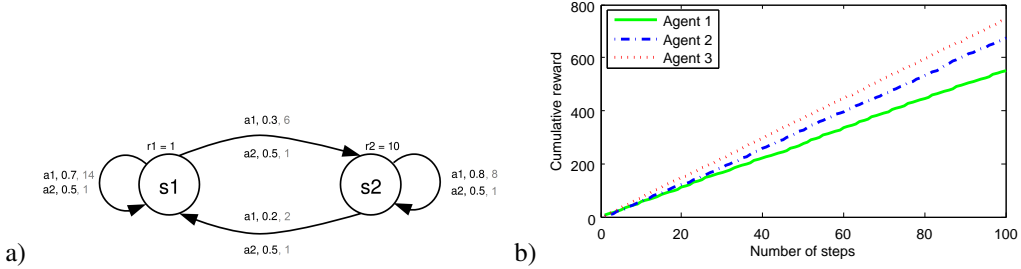 a)
a1, 0.3, 6
a2, 0.5, 1
r1 = 1
r2 = 10
a1, 0.7, 14
a2, 0.5, 1
s1
s2
a1, 0.8, 8
a2, 0.5, 1
a1, 0.2, 2
a2, 0.5, 1
b)
Cumulative reward
800
600
400
200
0
Agent 1
Agent 2
Agent 3
0
20
40
60
80
100
Number of steps